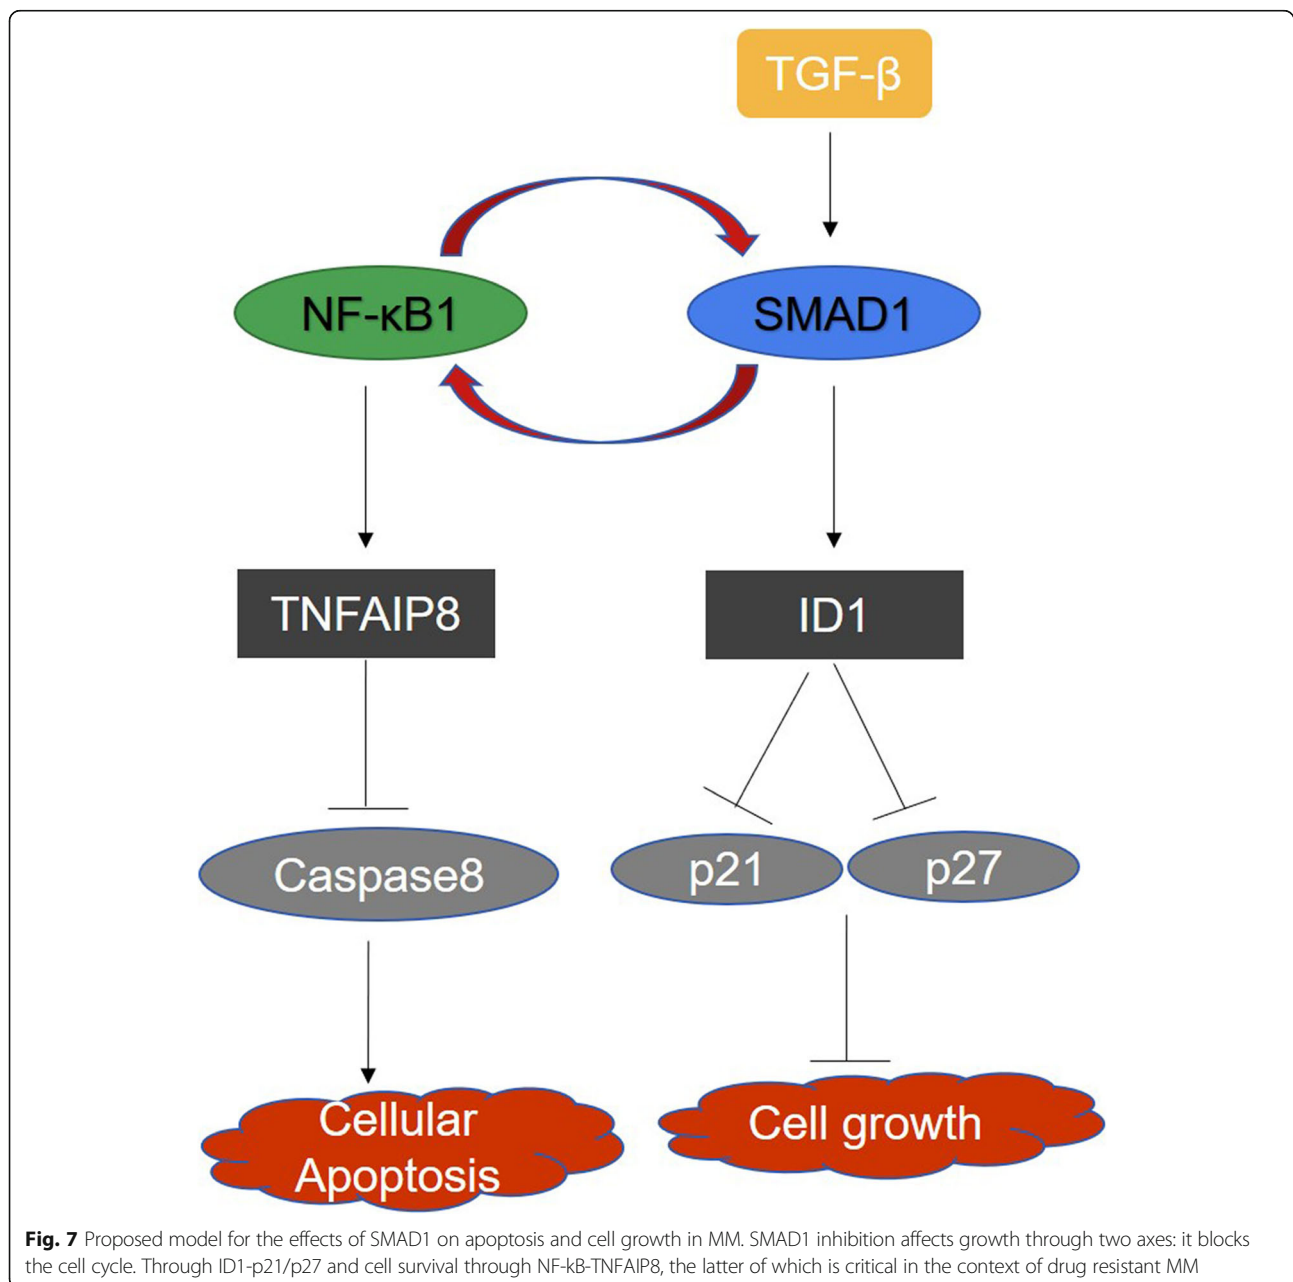 TGF-β
NF-κB1
SMAD1
TNFAIP8
ID1
Caspase8
p21
p27
Cellular
Apoptosis
Cell growth
Fig. 7 Proposed model for the effects of SMAD1 on apoptosis and cell growth in MM. SMAD1 inhibition affects growth through two axes: it blocks
the cell cycle. Through ID1-p21/p27 and cell survival through NF-kB-TNFAIP8, the latter of which is critical in the context of drug resistant MM